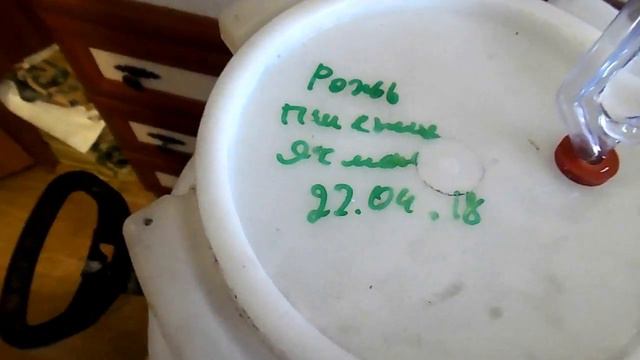 Рожь
Пшеница
Ячмень
22.04.18